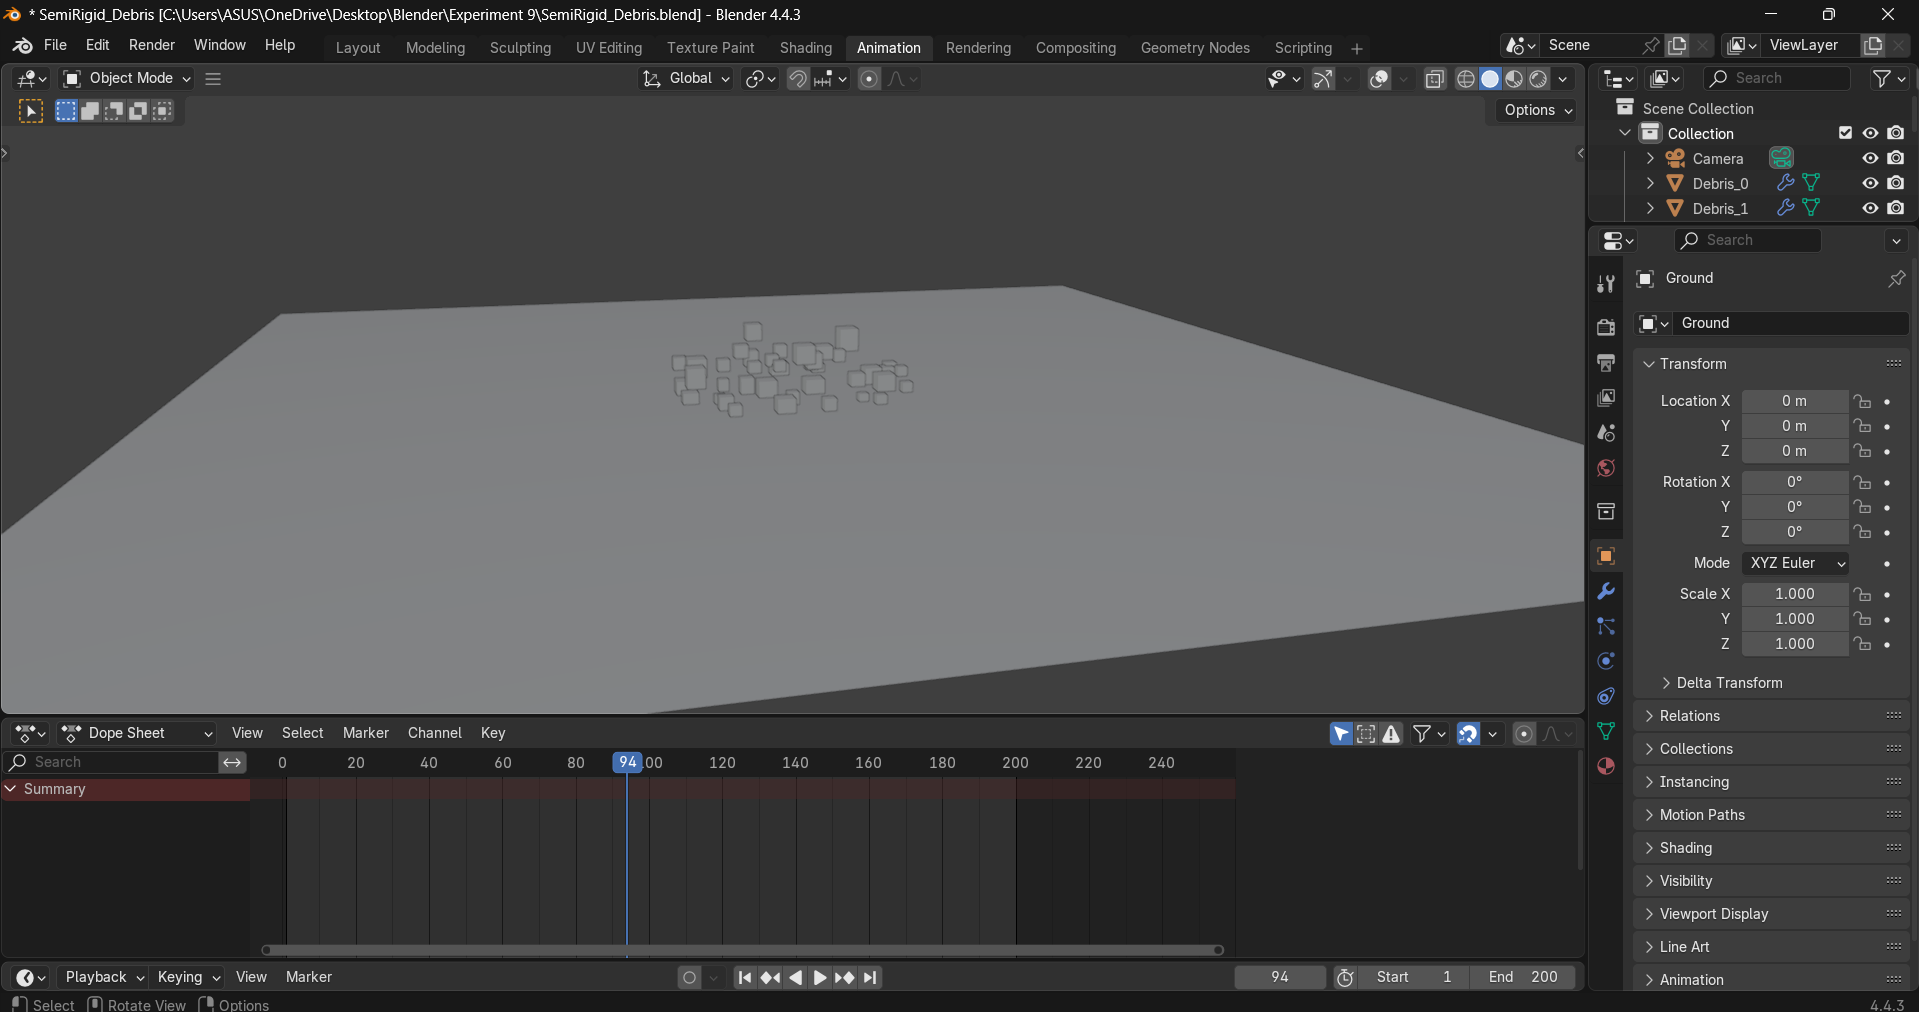 * SemiRigid_Debris [C:\Users\ASUS\OneDrive\Desktop\Blender\Experiment 9\SemiRigid_Debris.blend] - Blender 4.4.3
File Edit Render Window Help Layout Modeling Sculpting UV Editing Texture Paint Shading Animation Rendering Compositing Geometry Nodes Scripting + Scene ViewLayer
Object Mode Global Search
Options
Scene Collection
Collection
Camera
Debris_0
Debris_1
Search
Ground
Ground
Transform
Location X 0 m
Y 0 m
Z 0 m
Rotation X 0°
Y 0°
Z 0°
Mode XYZ Euler
Scale X 1.000
Y 1.000
Z 1.000
Delta Transform
Relations
Collections
Instancing
Motion Paths
Shading
Visibility
Viewport Display
Line Art
Animation
Dope Sheet View Select Marker Channel Key
Search 0 20 40 60 80 94 00 120 140 160 180 200 220 240
Summary
Playback Keying View Marker 94 Start 1 End 200
Select Rotate View Options 4.4.3